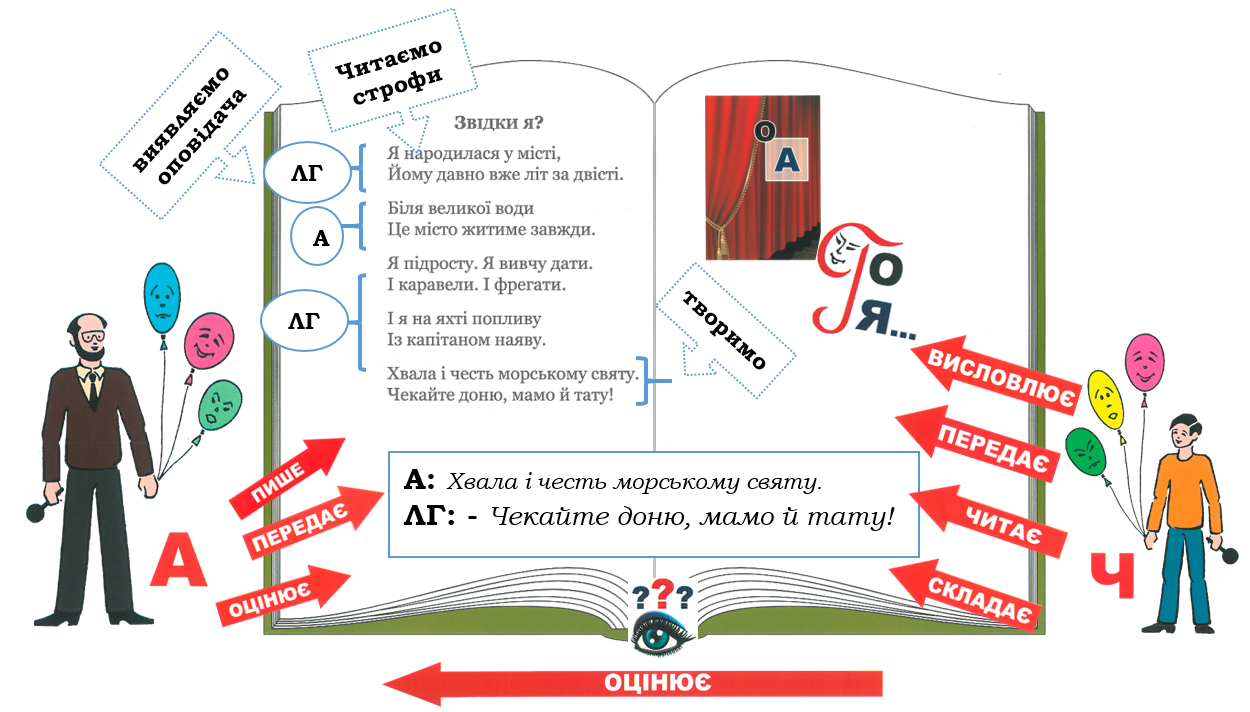 виявляємо
оповідача
Читаємо
строфи
Звідки я?
ЛГ
Я народилася у місті,
Йому давно вже літ за двісті.
А
Біля великої води
Це місто житиме завжди.
Я підросту. Я вивчу дати.
І каравели. І фрегати.
ЛГ
І я на яхті попливу
Із капітаном наяву.
Хвала і честь морському святу.
Чекайте доню, мамо й тату!
творимо
О
А
Го
Я...
А
ПИШЕ
ПЕРЕДАЄ
ОЦІНЮЄ
А: Хвала і честь морському святу.
ЛГ: - Чекайте доню, мамо й тату!
ВИСЛОВЛЮЄ
ПЕРЕДАЄ
ЧИТАЄ
СКЛАДАЄ
Ч
???
ОЦІНЮЄ